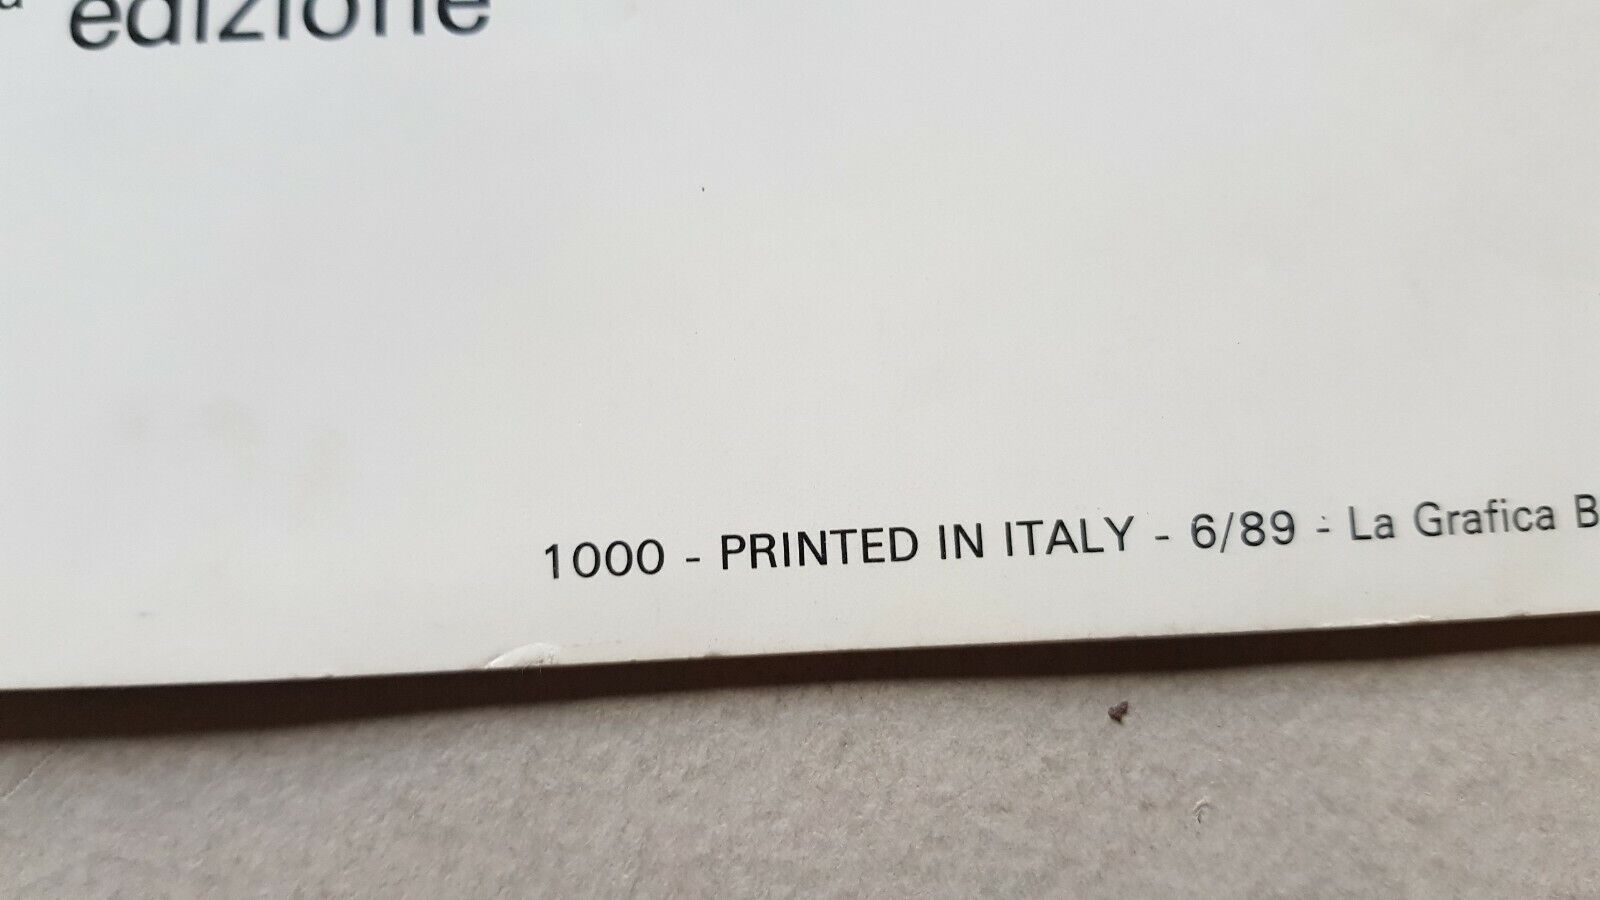 edizione
1000 - PRINTED IN ITALY - 6/89 - La Grafica B